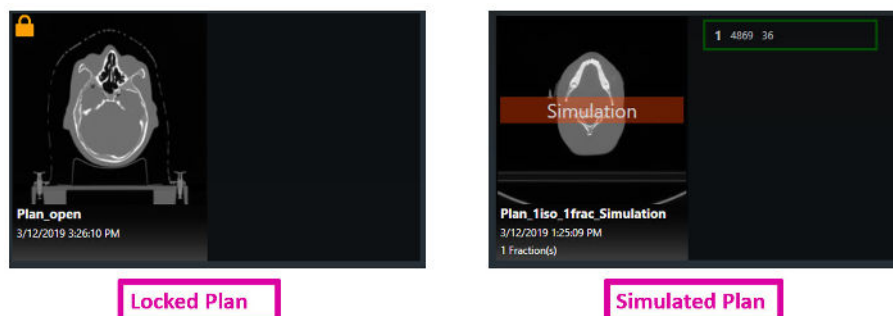 Plan_open
3/12/2019 3:26:10 PM
Locked Plan
1 4869 36
Simulation
Plan_1iso_1frac_Simulation
3/12/2019 1:25:09 PM
1 Fraction(s)
Simulated Plan